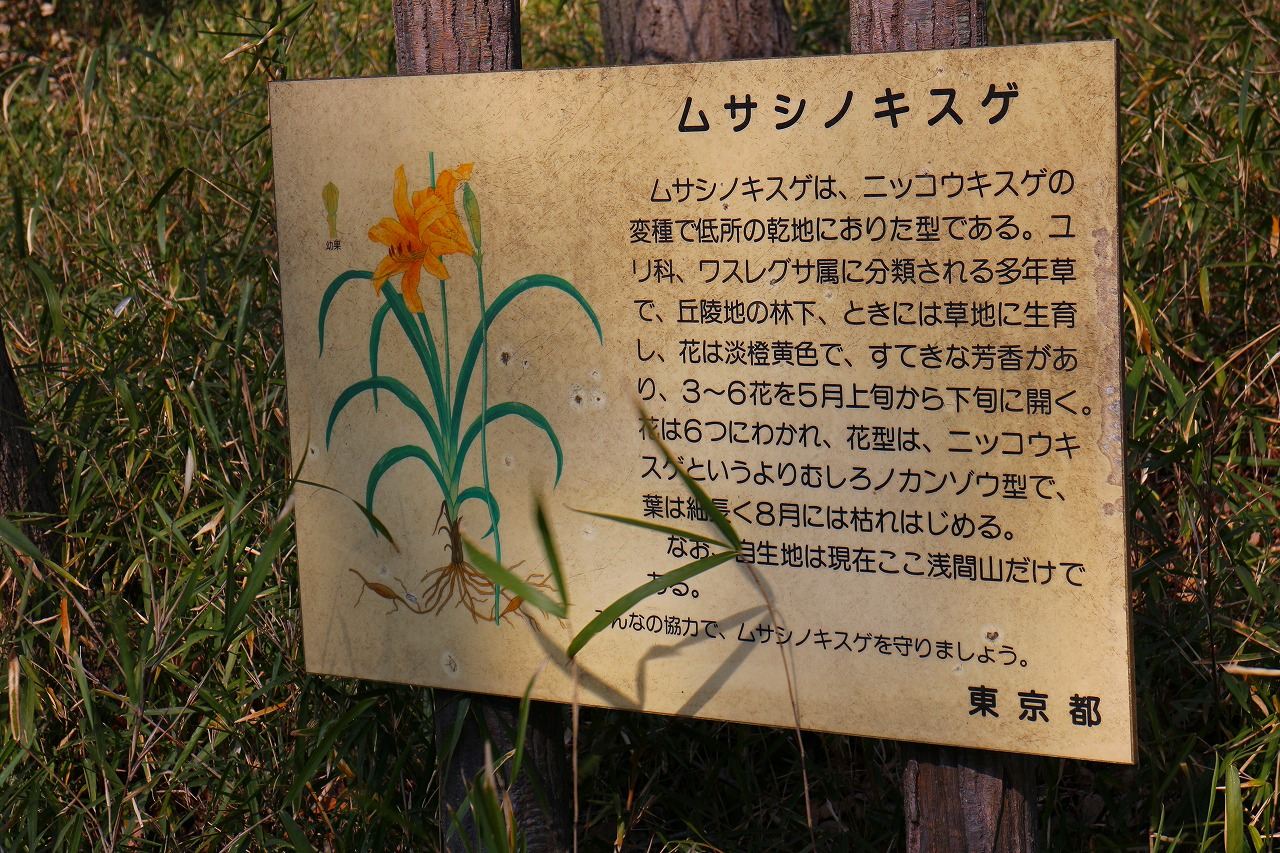 ムサシノキスゲ
幼果
ムサシノキスゲは、ニッコウキスゲの
変種で低所の乾地におりた型である。ユ
リ科、ワスレグサ属に分類される多年草
で、丘陵地の林下、ときには草地に生育
し、花は淡橙黄色で、すてきな芳香があ
り、3〜6花を5月上旬から下旬に開く。
花は6つにわかれ、花型は、ニッコウキ
スゲというよりむしろノカンゾウ型で、
葉は細長く8月には枯れはじめる。
なお、自生地は現在ここ浅間山だけで
ある。
みんなの協力で、ムサシノキスゲを守りましょう。
東京都